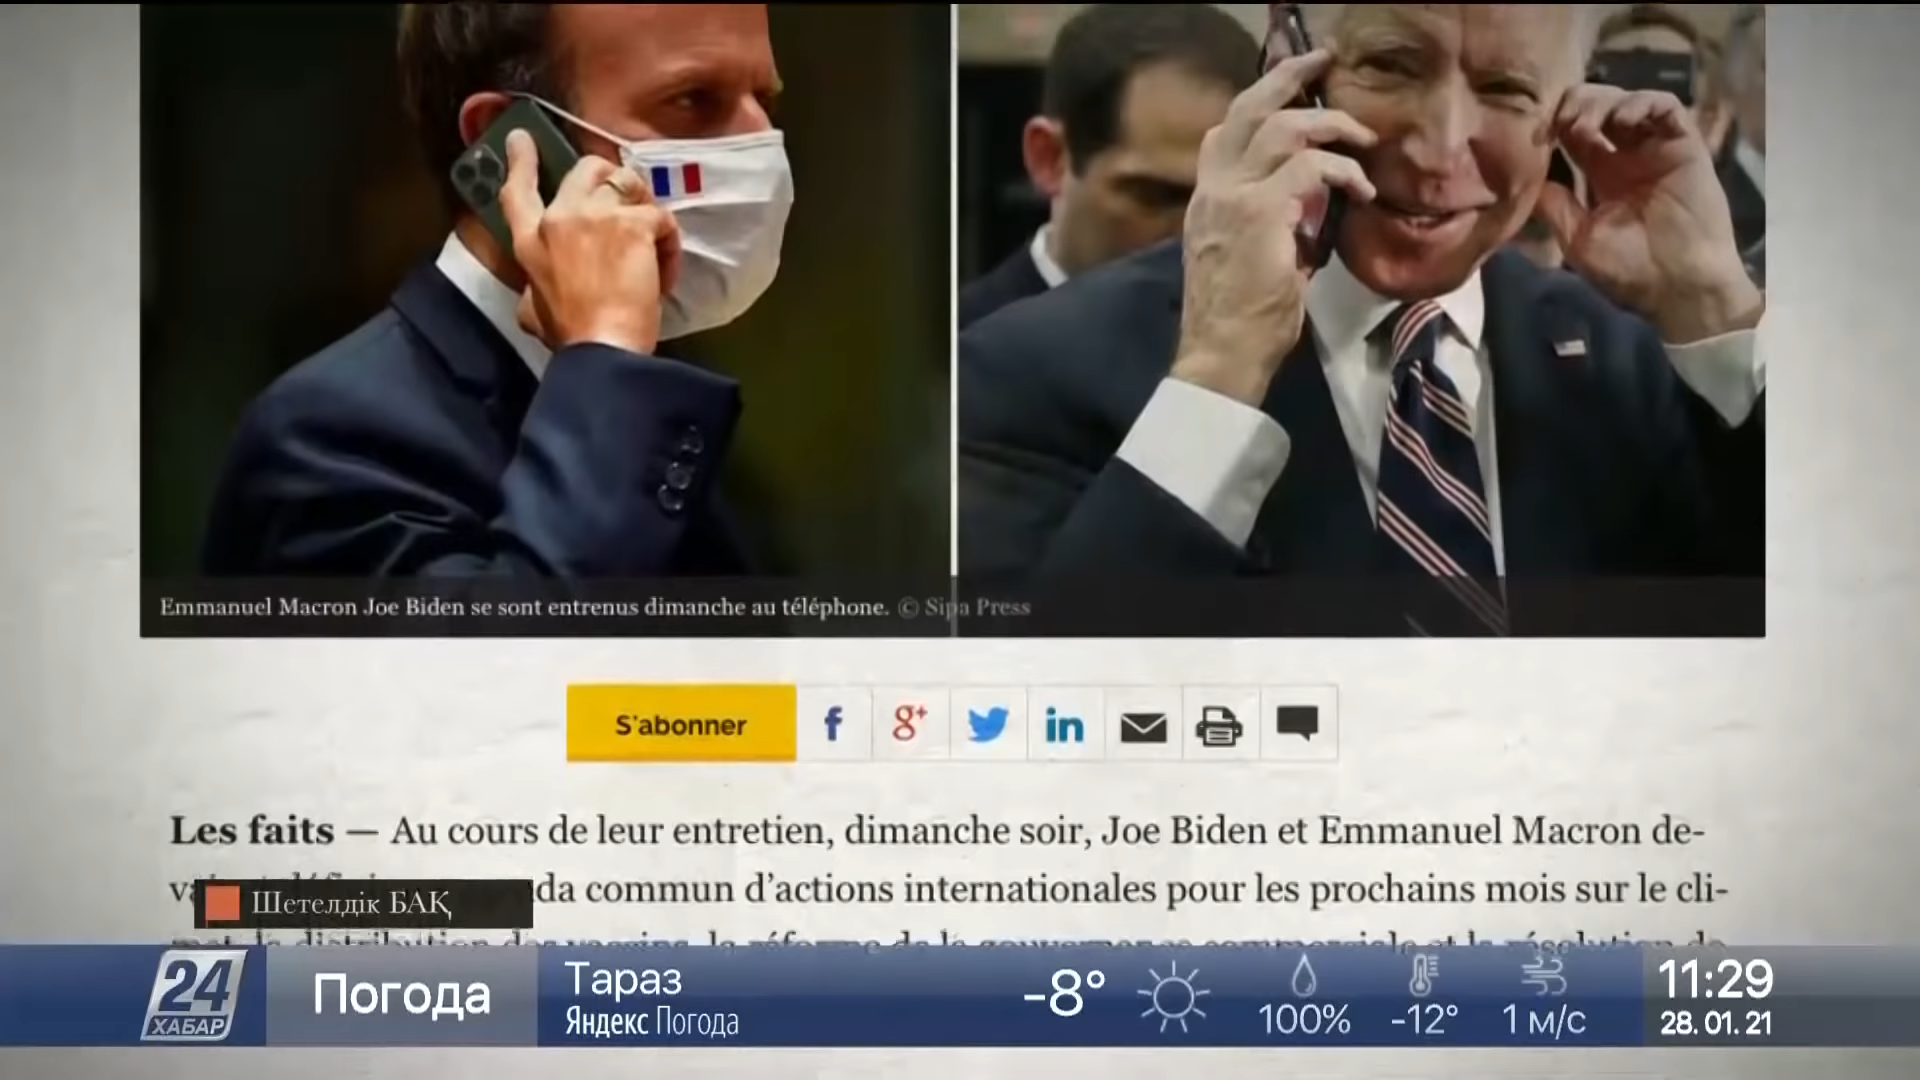 Emmanuel Macron Joe Biden se sont entrenus dimanche au téléphone. © Sipa Press
S'abonner
Les faits — Au cours de leur entretien, dimanche soir, Joe Biden et Emmanuel Macron de-
commun d'actions internationales pour les prochains mois sur le cli-
Шетелдік БАҚ
24
ХАБАР
Погода
Тараз
Яндекс Погода
-8°
100%
-12°
1 м/с
11:29
28.01.21